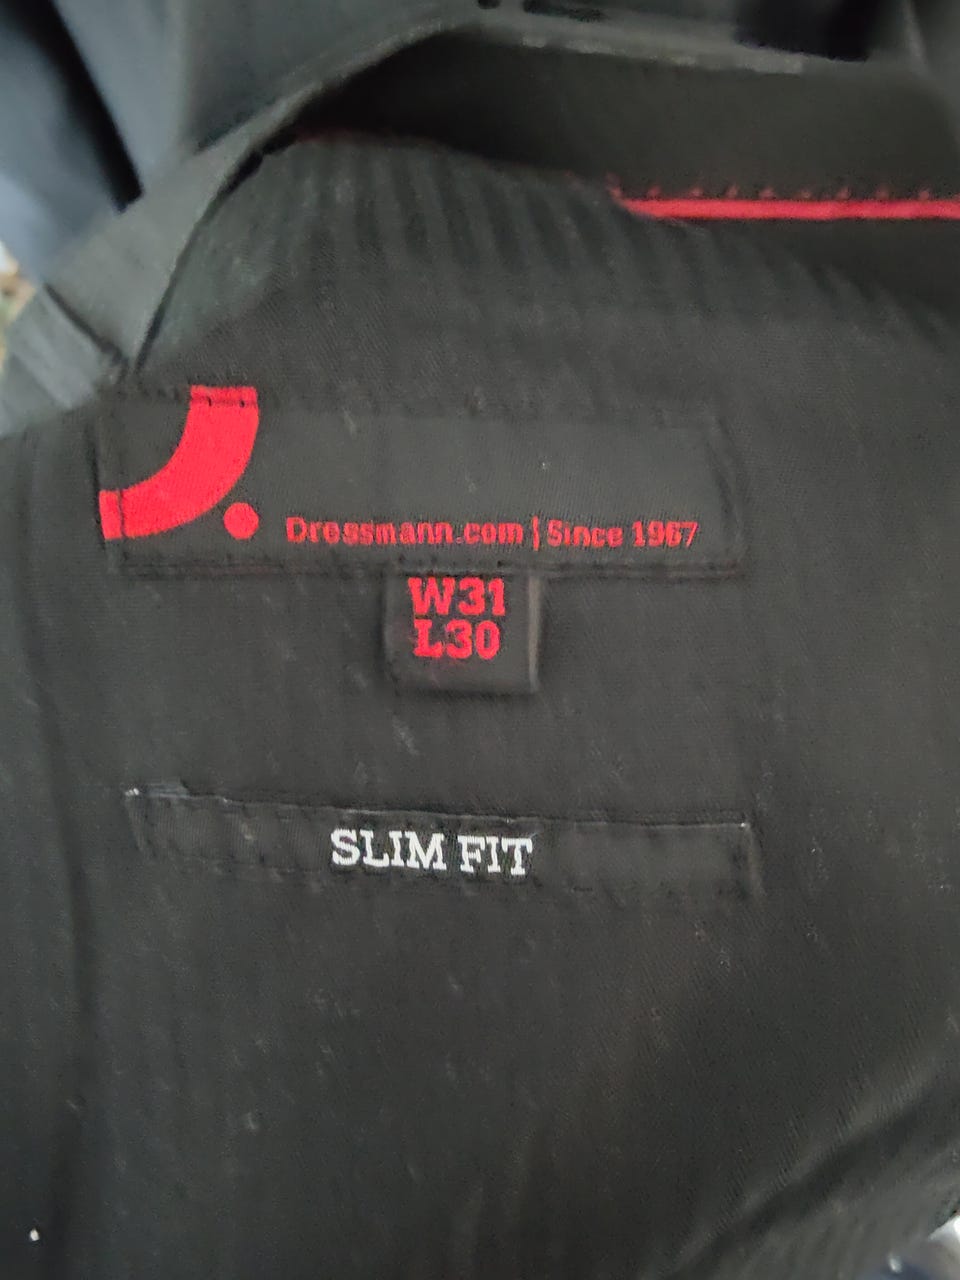 Dressmann.com | Since 1967
W31
L30
SLIM FIT